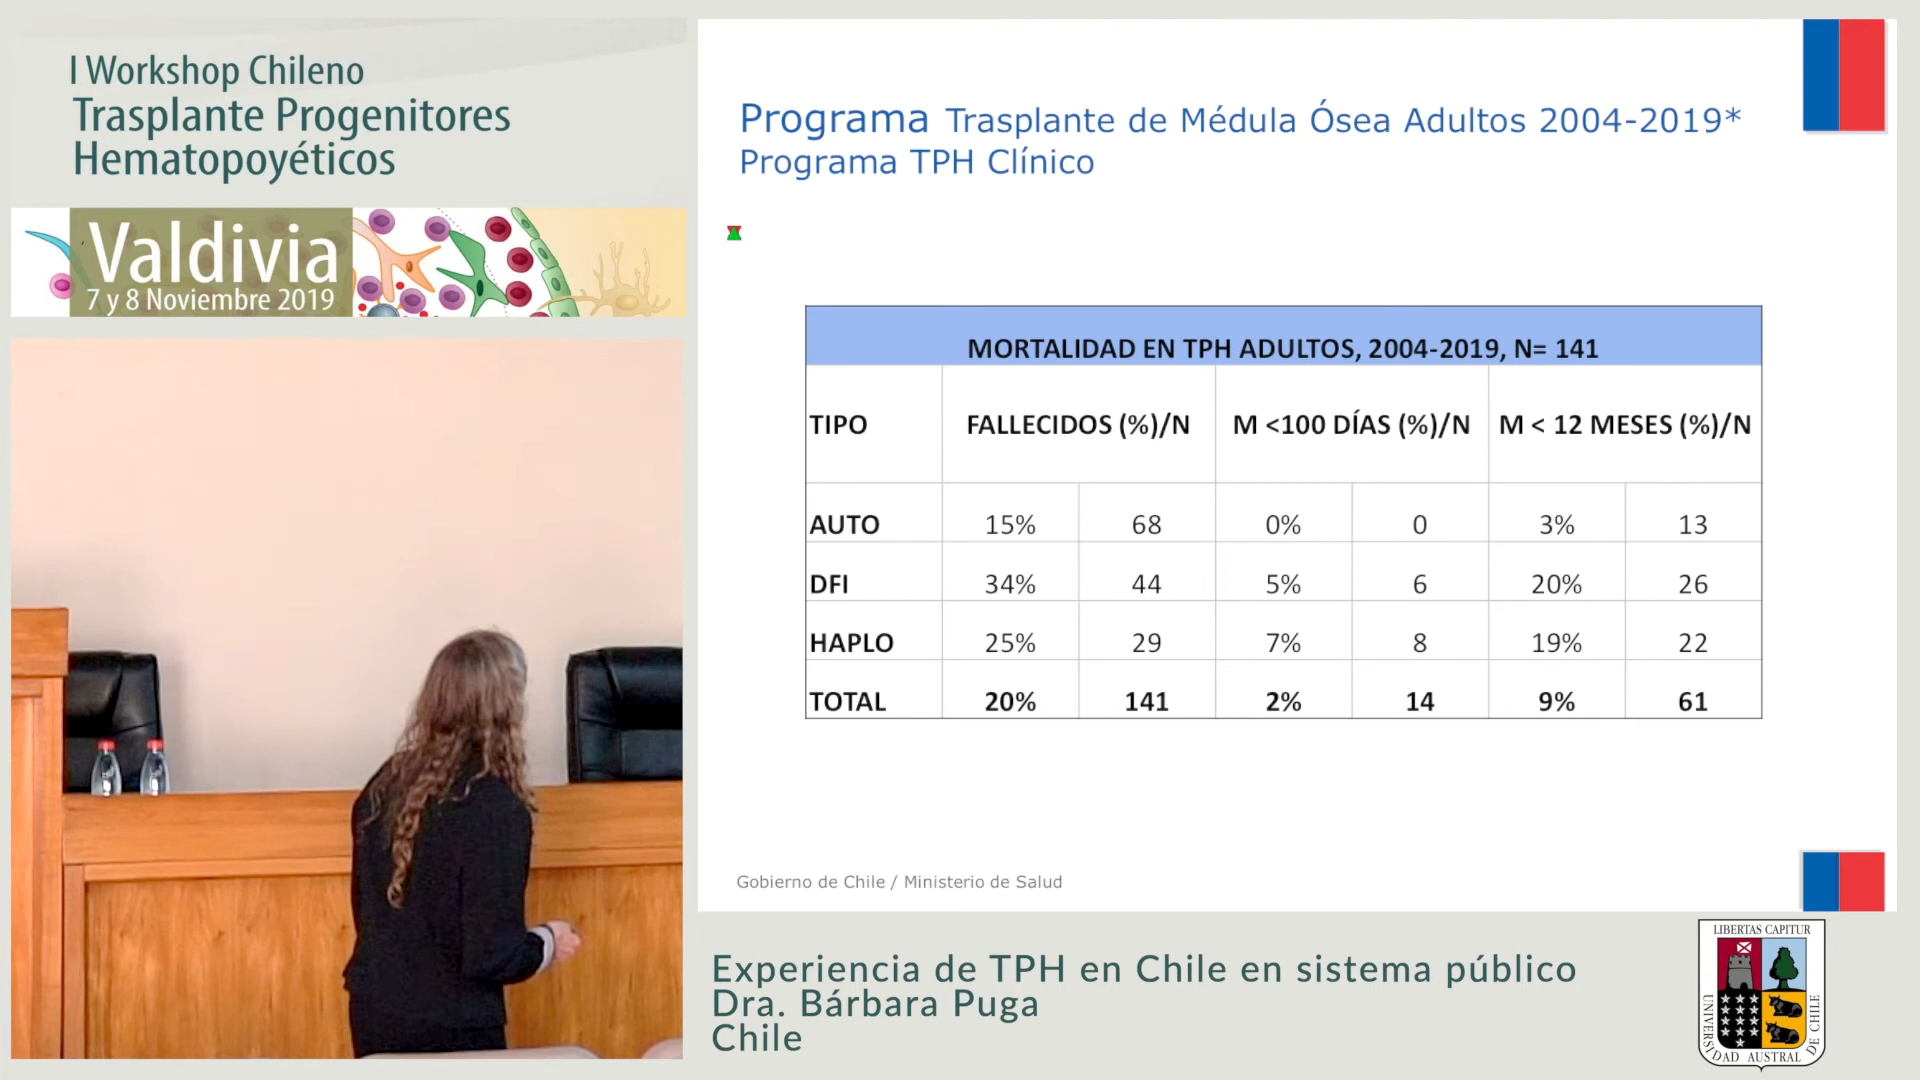 I Workshop Chileno
Trasplante Progenitores
Hematopoyéticos
Valdivia
7 y 8 Noviembre 2019
Programa Trasplante de Médula Ósea Adultos 2004-2019*
Programa TPH Clínico
MORTALIDAD EN TPH ADULTOS, 2004-2019, N= 141
TIPO FALLECIDOS (%)/N M <100 DÍAS (%)/N M < 12 MESES (%)/N
AUTO 15% 68 0% 0 3% 13
DFI 34% 44 5% 6 20% 26
HAPLO 25% 29 7% 8 19% 22
TOTAL 20% 141 2% 14 9% 61
Gobierno de Chile / Ministerio de Salud
Experiencia de TPH en Chile en sistema público
Dra. Bárbara Puga
Chile
LIBERTAS CAPITUR
UNIVERSIDAD AUSTRAL DE CHILE